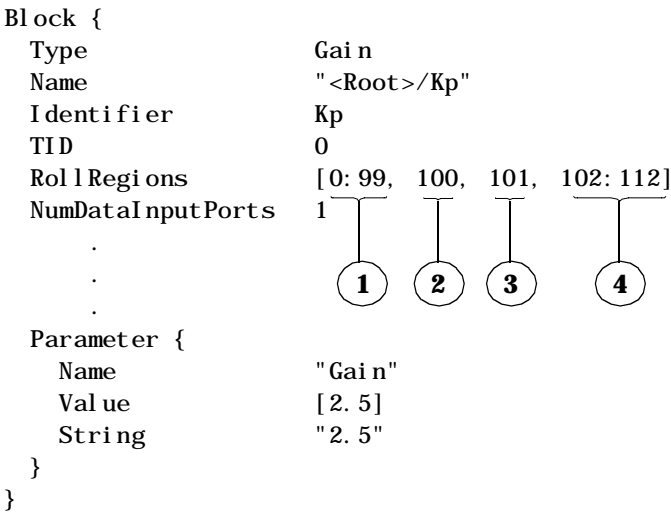 Block {
Type Gain
Name "<Root>/Kp"
Identifier Kp
TID 0
RollRegions [0:99, 100, 101, 102:112]
NumDataInputPorts 1
.
1 2 3 4
.
.
Parameter {
Name "Gain"
Value [2.5]
String "2.5"
}
}